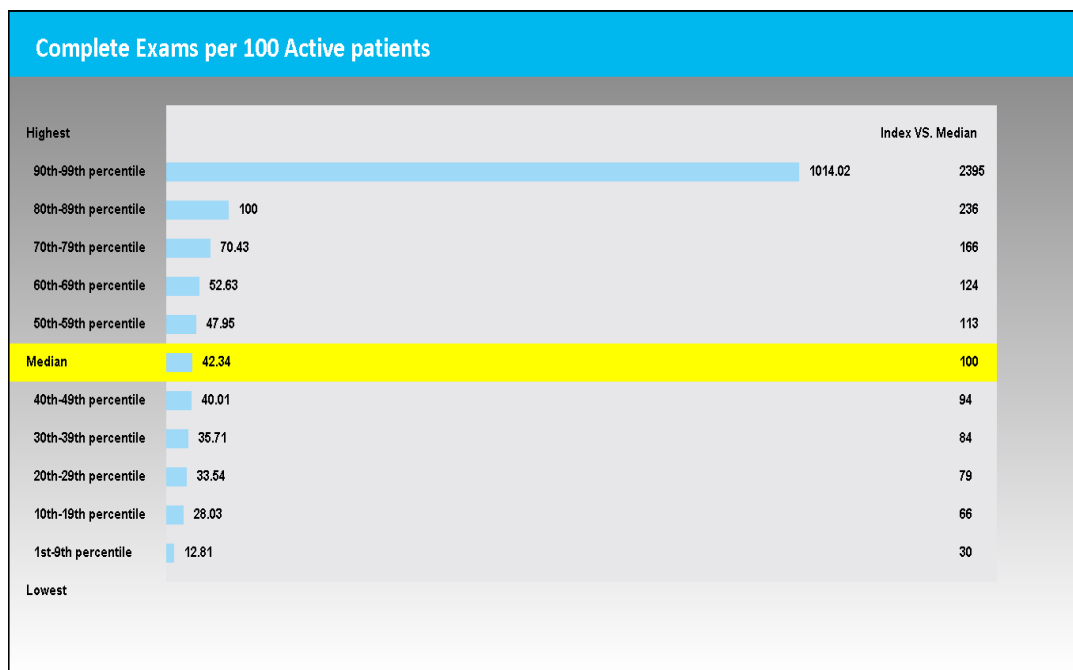 Complete Exams per 100 Active patients
Highest Index VS. Median
90th-99th percentile 1014.02 2395
80th-89th percentile 100 236
70th-79th percentile 70.43 166
60th-69th percentile 52.63 124
50th-59th percentile 47.95 113
Median 42.34 100
40th-49th percentile 40.01 94
30th-39th percentile 35.71 84
20th-29th percentile 33.54 79
10th-19th percentile 28.03 66
1st-9th percentile 12.81 30
Lowest